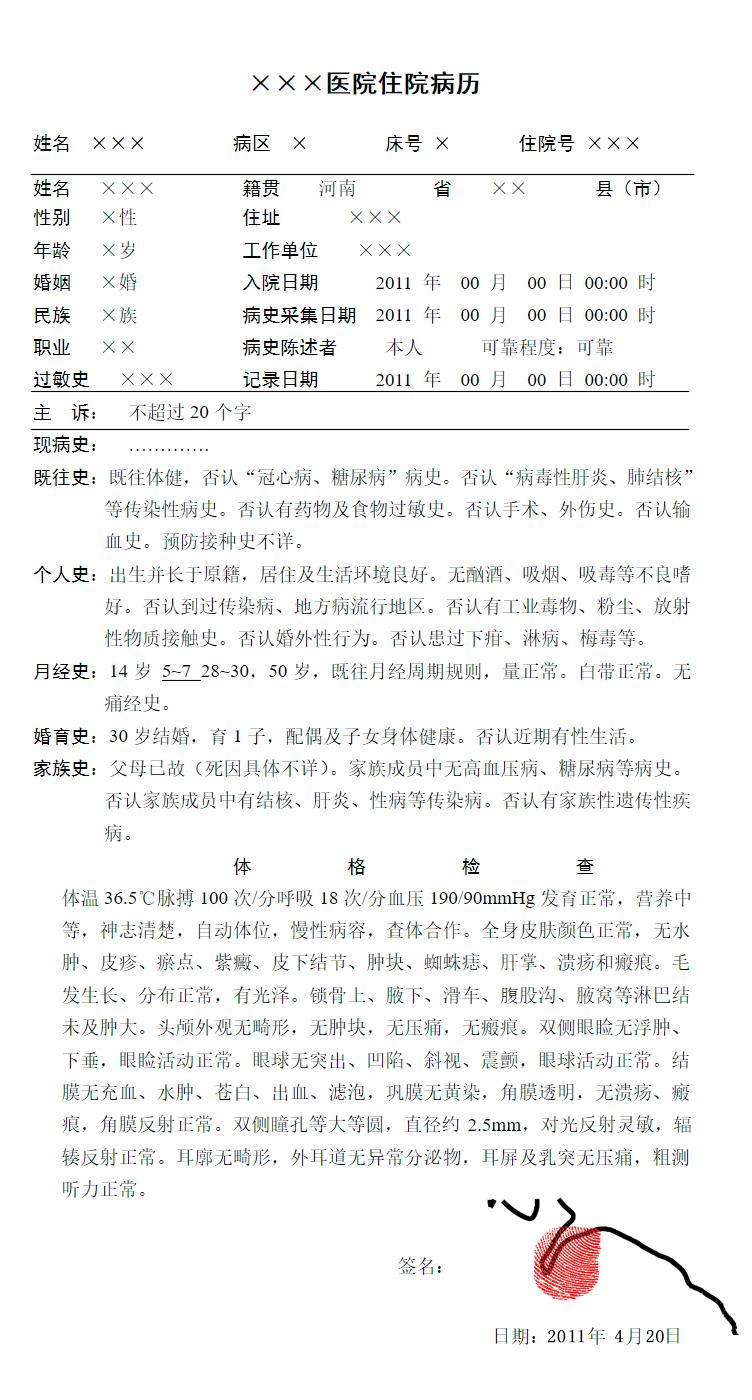 ×××医院住院病历
姓名 ××× 病区 × 床号 × 住院号 ×××
姓名 ××× 籍贯 河南 省 ×× 县（市）
性别 ×性 住址 ×××
年龄 ×岁 工作单位 ×××
婚姻 ×婚 入院日期 2011 年 00 月 00 日 00:00 时
民族 ×族 病史采集日期 2011 年 00 月 00 日 00:00 时
职业 ×× 病史陈述者 本人 可靠程度：可靠
过敏史 ××× 记录日期 2011 年 00 月 00 日 00:00 时
主 诉： 不超过 20 个字
现病史： ………….
既往史：既往体健，否认“冠心病、糖尿病”病史。否认“病毒性肝炎、肺结核”
等传染性病史。否认有药物及食物过敏史。否认手术、外伤史。否认输
血史。预防接种史不详。
个人史：出生并长于原籍，居住及生活环境良好。无酗酒、吸烟、吸毒等不良嗜
好。否认到过传染病、地方病流行地区。否认有工业毒物、粉尘、放射
性物质接触史。否认婚外性行为。否认患过下疳、淋病、梅毒等。
月经史：14 岁 5~7 28~30，50 岁，既往月经周期规则，量正常。白带正常。无
痛经史。
婚育史：30 岁结婚，育 1 子，配偶及子女身体健康。否认近期有性生活。
家族史：父母已故（死因具体不详）。家族成员中无高血压病、糖尿病等病史。
否认家族成员中有结核、肝炎、性病等传染病。否认有家族性遗传性疾
病。
体 格 检 查
体温 36.5℃脉搏 100 次/分呼吸 18 次/分血压 190/90mmHg 发育正常，营养中
等，神志清楚，自动体位，慢性病容，查体合作。全身皮肤颜色正常，无水
肿、皮疹、瘀点、紫癜、皮下结节、肿块、蜘蛛痣、肝掌、溃疡和瘢痕。毛
发生长、分布正常，有光泽。锁骨上、腋下、滑车、腹股沟、腋窝等淋巴结
未及肿大。头颅外观无畸形，无肿块，无压痛，无瘢痕。双侧眼睑无浮肿、
下垂，眼睑活动正常。眼球无突出、凹陷、斜视、震颤，眼球活动正常。结
膜无充血、水肿、苍白、出血、滤泡，巩膜无黄染，角膜透明，无溃疡、瘢
痕，角膜反射正常。双侧瞳孔等大等圆，直径约 2.5mm，对光反射灵敏，辐
辏反射正常。耳廓无畸形，外耳道无异常分泌物，耳屏及乳突无压痛，粗测
听力正常。
签名：
日期：2011年 4月20日